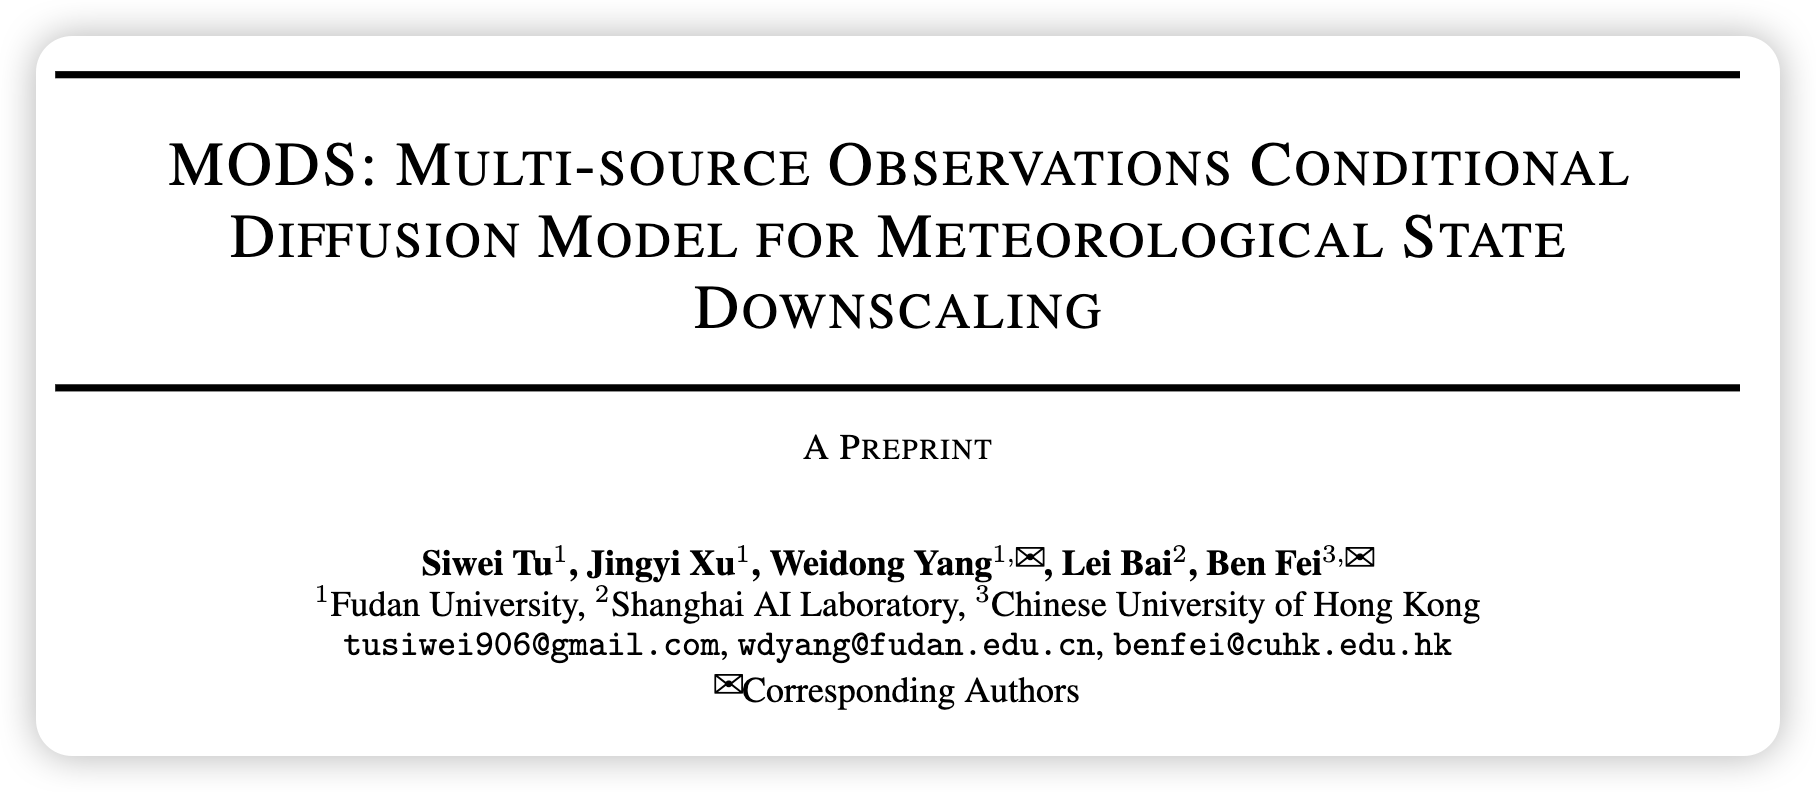 MODS: Multi-source Observations Conditional
Diffusion Model for Meteorological State
Downscaling
A Preprint
Siwei Tu¹, Jingyi Xu¹, Weidong Yang¹,✉, Lei Bai², Ben Fei³,✉
¹Fudan University, ²Shanghai AI Laboratory, ³Chinese University of Hong Kong
tusiwei906@gmail.com, wdyang@fudan.edu.cn, benfei@cuhk.edu.hk
✉Corresponding Authors